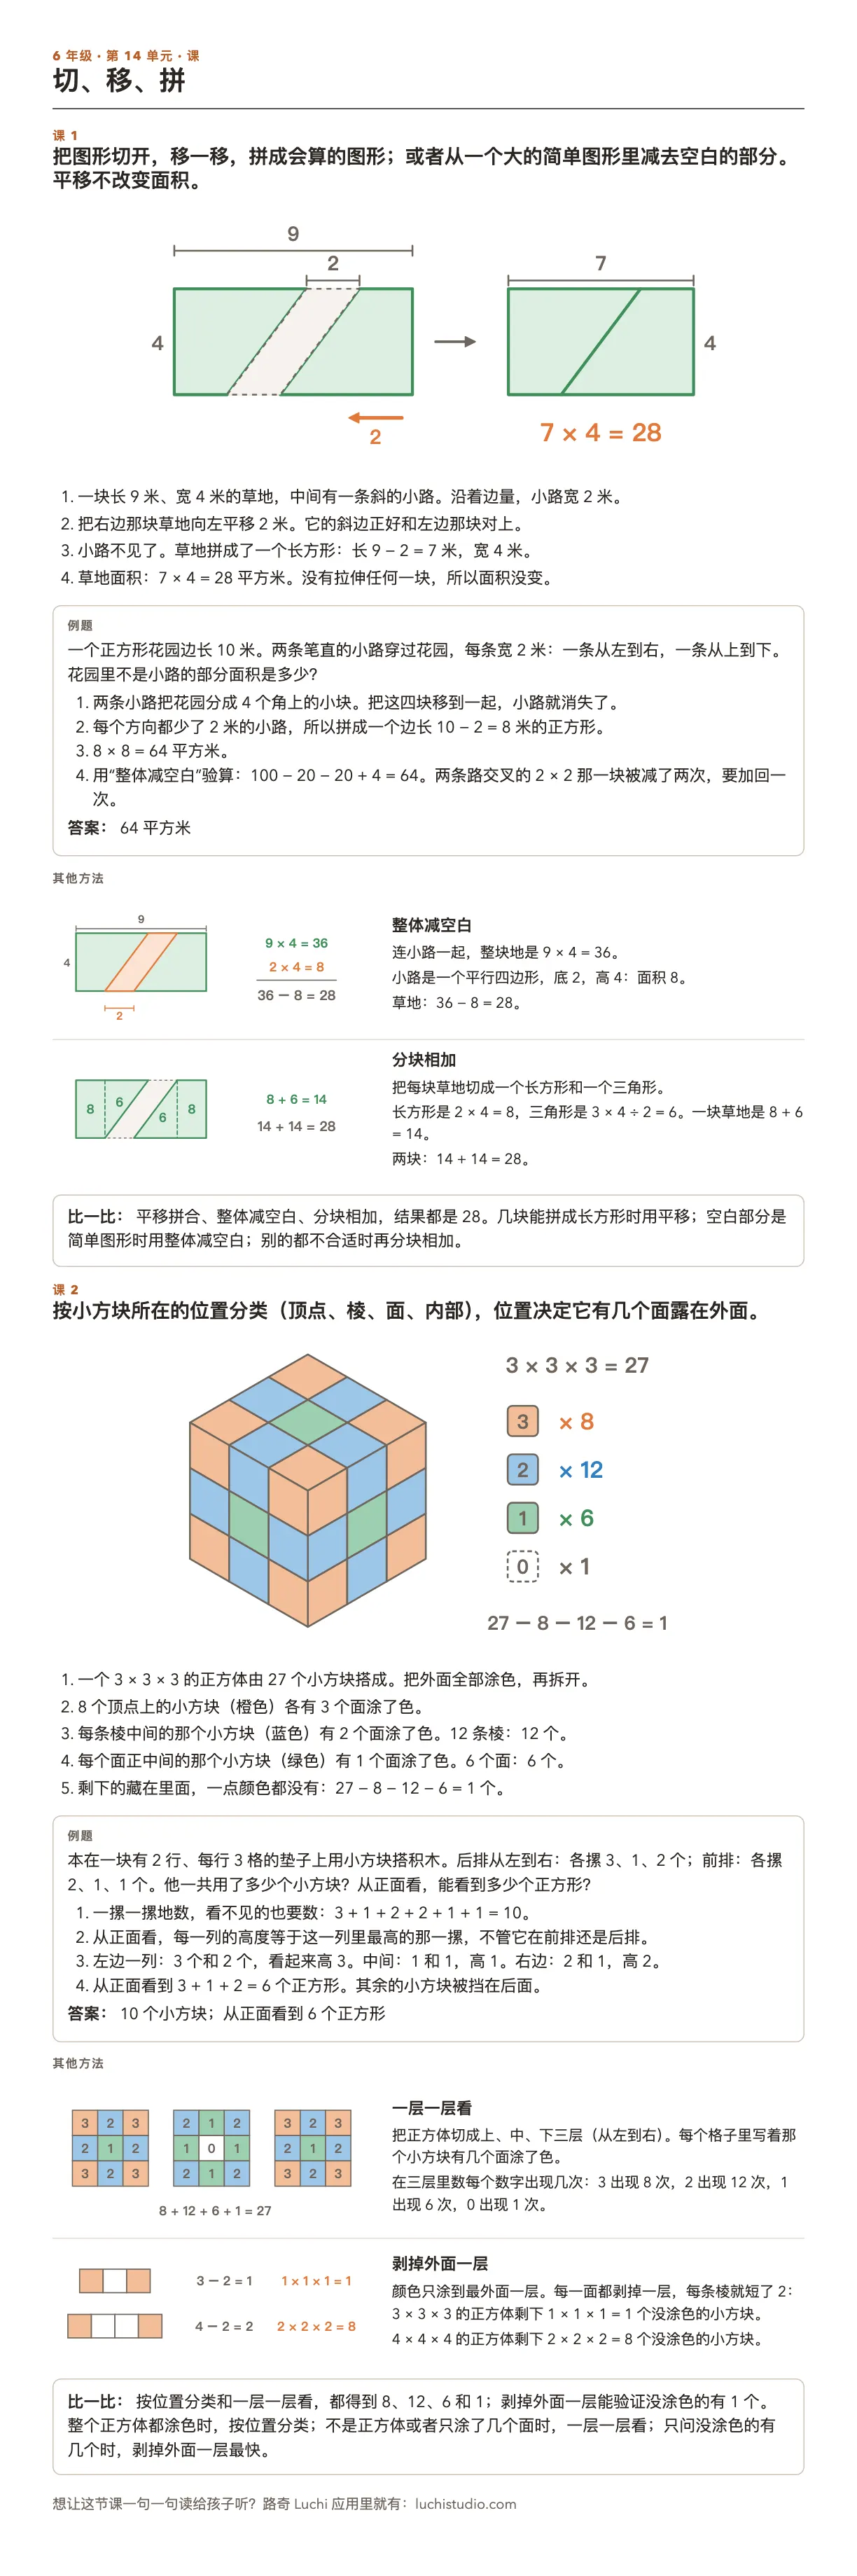 6 年级 · 第 14 单元 · 课
切、移、拼
课 1
把图形切开，移一移，拼成会算的图形；或者从一个大的简单图形里减去空白的部分。
平移不改变面积。
9
2
7
4
4
2
7 × 4 = 28
1. 一块长 9 米、宽 4 米的草地，中间有一条斜的小路。沿着边量，小路宽 2 米。
2. 把右边那块草地向左平移 2 米。它的斜边正好和左边那块对上。
3. 小路不见了。草地拼成了一个长方形：长 9 − 2 = 7 米，宽 4 米。
4. 草地面积：7 × 4 = 28 平方米。没有拉伸任何一块，所以面积没变。
例题
一个正方形花园边长 10 米。两条笔直的小路穿过花园，每条宽 2 米：一条从左到右，一条从上到下。
花园里不是小路的部分面积是多少？
1. 两条小路把花园分成 4 个角上的小块。把这四块移到一起，小路就消失了。
2. 每个方向都少了 2 米的小路，所以拼成一个边长 10 − 2 = 8 米的正方形。
3. 8 × 8 = 64 平方米。
4. 用“整体减空白”验算：100 − 20 − 20 + 4 = 64。两条路交叉的 2 × 2 那一块被减了两次，要加回一
次。
答案： 64 平方米
其他方法
9
4
2
9 × 4 = 36
2 × 4 = 8
36 − 8 = 28
整体减空白
连小路一起，整块地是 9 × 4 = 36。
小路是一个平行四边形，底 2，高 4：面积 8。
草地：36 − 8 = 28。
8
6
6
8
8 + 6 = 14
14 + 14 = 28
分块相加
把每块草地切成一个长方形和一个三角形。
长方形是 2 × 4 = 8，三角形是 3 × 4 ÷ 2 = 6。一块草地是 8 + 6
= 14。
两块：14 + 14 = 28。
比一比： 平移拼合、整体减空白、分块相加，结果都是 28。几块能拼成长方形时用平移；空白部分是
简单图形时用整体减空白；别的都不合适时再分块相加。
课 2
按小方块所在的位置分类（顶点、棱、面、内部），位置决定它有几个面露在外面。
3 × 3 × 3 = 27
3 × 8
2 × 12
1 × 6
0 × 1
27 − 8 − 12 − 6 = 1
1. 一个 3 × 3 × 3 的正方体由 27 个小方块搭成。把外面全部涂色，再拆开。
2. 8 个顶点上的小方块（橙色）各有 3 个面涂了色。
3. 每条棱中间的那个小方块（蓝色）有 2 个面涂了色。12 条棱：12 个。
4. 每个面正中间的那个小方块（绿色）有 1 个面涂了色。6 个面：6 个。
5. 剩下的藏在里面，一点颜色都没有：27 − 8 − 12 − 6 = 1 个。
例题
本在一块有 2 行、每行 3 格的垫子上用小方块搭积木。后排从左到右：各摞 3、1、2 个；前排：各摞
2、1、1 个。他一共用了多少个小方块？从正面看，能看到多少个正方形？
1. 一摞一摞地数，看不见的也要数：3 + 1 + 2 + 2 + 1 + 1 = 10。
2. 从正面看，每一列的高度等于这一列里最高的那一摞，不管它在前排还是后排。
3. 左边一列：3 个和 2 个，看起来高 3。中间：1 和 1，高 1。右边：2 和 1，高 2。
4. 从正面看到 3 + 1 + 2 = 6 个正方形。其余的小方块被挡在后面。
答案： 10 个小方块；从正面看到 6 个正方形
其他方法
3 2 3 2 1 2 3 2 3
2 1 2 1 0 1 2 1 2
3 2 3 2 1 2 3 2 3
8 + 12 + 6 + 1 = 27
一层一层看
把正方体切成上、中、下三层（从左到右）。每个格子里写着那
个小方块有几个面涂了色。
在三层里数每个数字出现几次：3 出现 8 次，2 出现 12 次，1
出现 6 次，0 出现 1 次。
3 − 2 = 1 1 × 1 × 1 = 1
4 − 2 = 2 2 × 2 × 2 = 8
剥掉外面一层
颜色只涂到最外面一层。每一面都剥掉一层，每条棱就短了 2：
3 × 3 × 3 的正方体剩下 1 × 1 × 1 = 1 个没涂色的小方块。
4 × 4 × 4 的正方体剩下 2 × 2 × 2 = 8 个没涂色的小方块。
比一比： 按位置分类和一层一层看，都得到 8、12、6 和 1；剥掉外面一层能验证没涂色的有 1 个。
整个正方体都涂色时，按位置分类；不是正方体或者只涂了几个面时，一层一层看；只问没涂色的有
几个时，剥掉外面一层最快。
想让这节课一句一句读给孩子听？路奇 Luchi 应用里就有：luchistudio.com